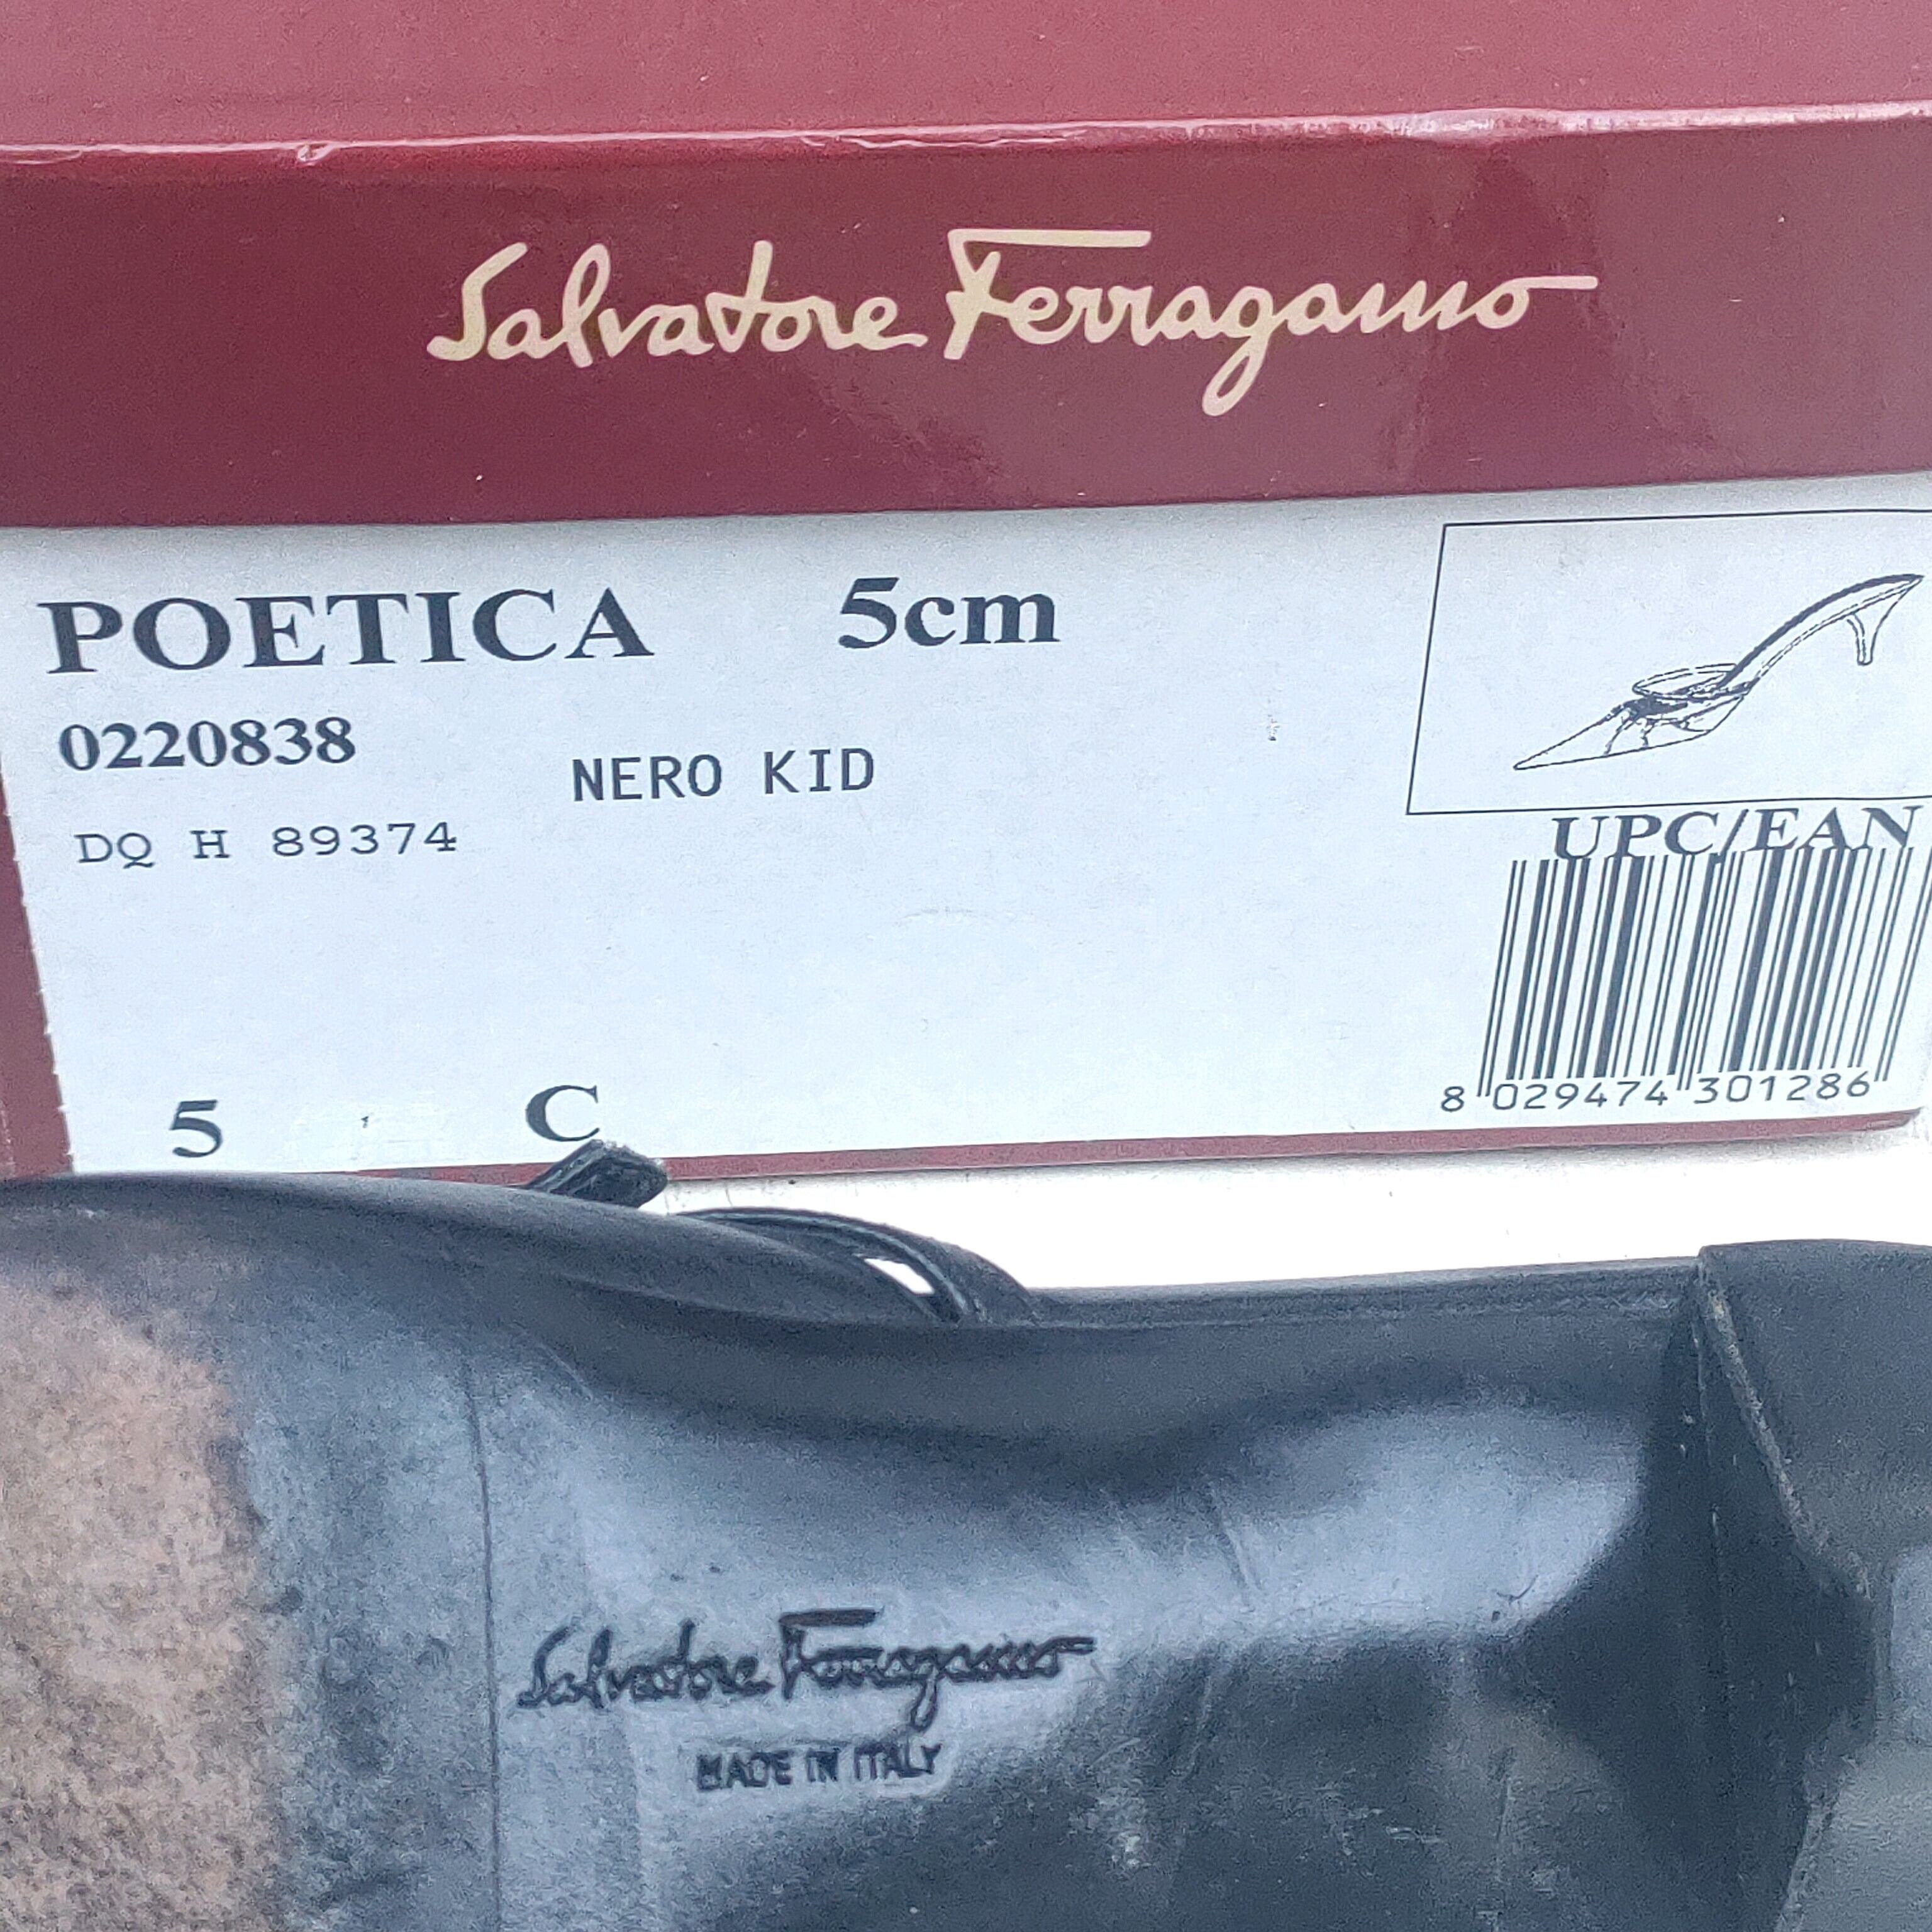 Salvatore Ferragamo
POETICA 5cm
0220838 NERO KID
DQ H 89374
UPC/EAN
8 029474 301286
5 C
Salvatore Ferragamo
MADE IN ITALY